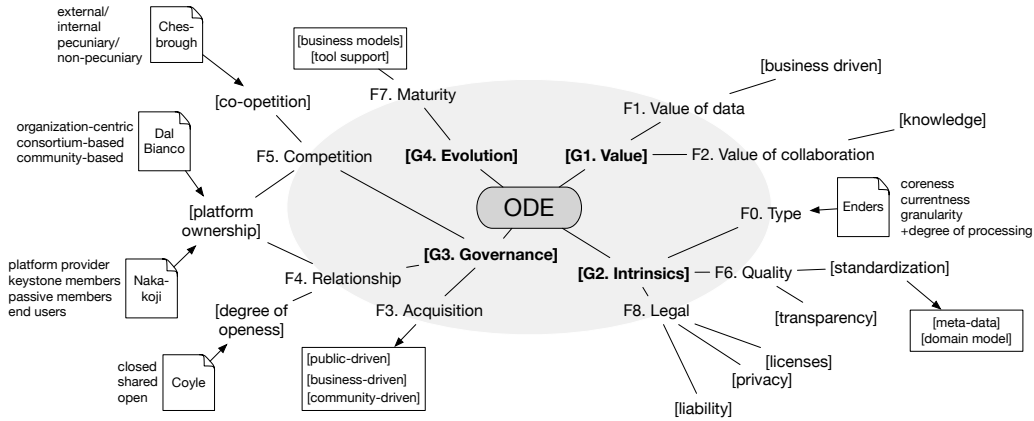 external/
internal
pecuniary/
non-pecuniary
Ches-
brough
[co-opetition]
[business models]
[tool support]
F7. Maturity
[business driven]
F1. Value of data
[knowledge]
F2. Value of collaboration
organization-centric
consortium-based
community-based
Dal
Bianco
F5. Competition
[G4. Evolution]
[G1. Value]
ODE
[platform
ownership]
F0. Type
Enders
coreness
currentness
granularity
+degree of processing
platform provider
keystone members
passive members
end users
Naka-
koji
F4. Relationship
[G3. Governance]
[G2. Intrinsics]
F6. Quality
[standardization]
[degree of
openess]
F3. Acquisition
F8. Legal
[transparency]
[meta-data]
[domain model]
closed
shared
open
Coyle
[public-driven]
[business-driven]
[community-driven]
[licenses]
[privacy]
[liability]